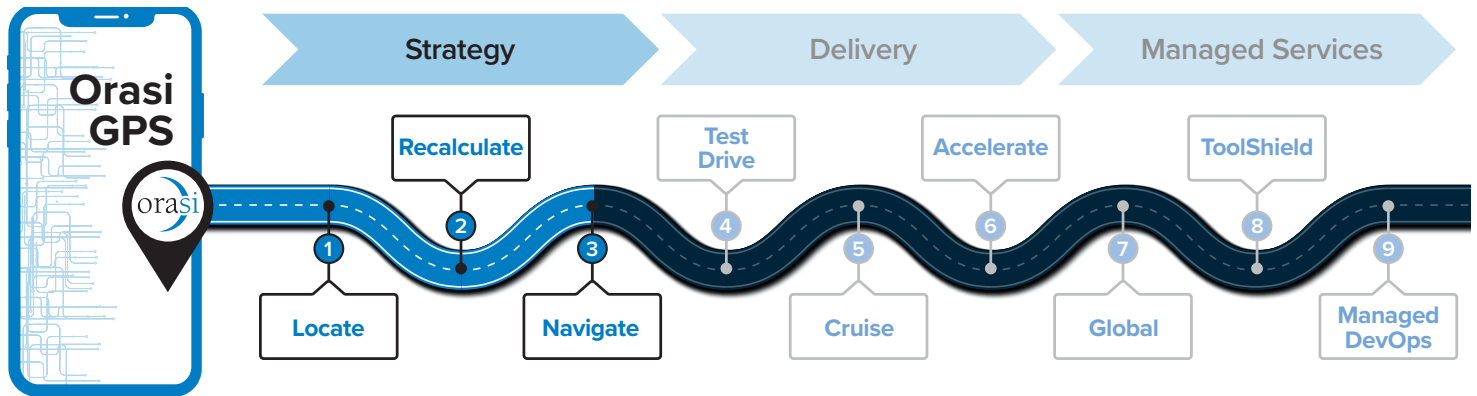 Orasi
GPS
orasi
Strategy
Delivery
Managed Services
1
Locate
Recalculate
2
3
Navigate
Test
Drive
4
5
Cruise
Accelerate
6
7
Global
ToolShield
8
9
Managed
DevOps